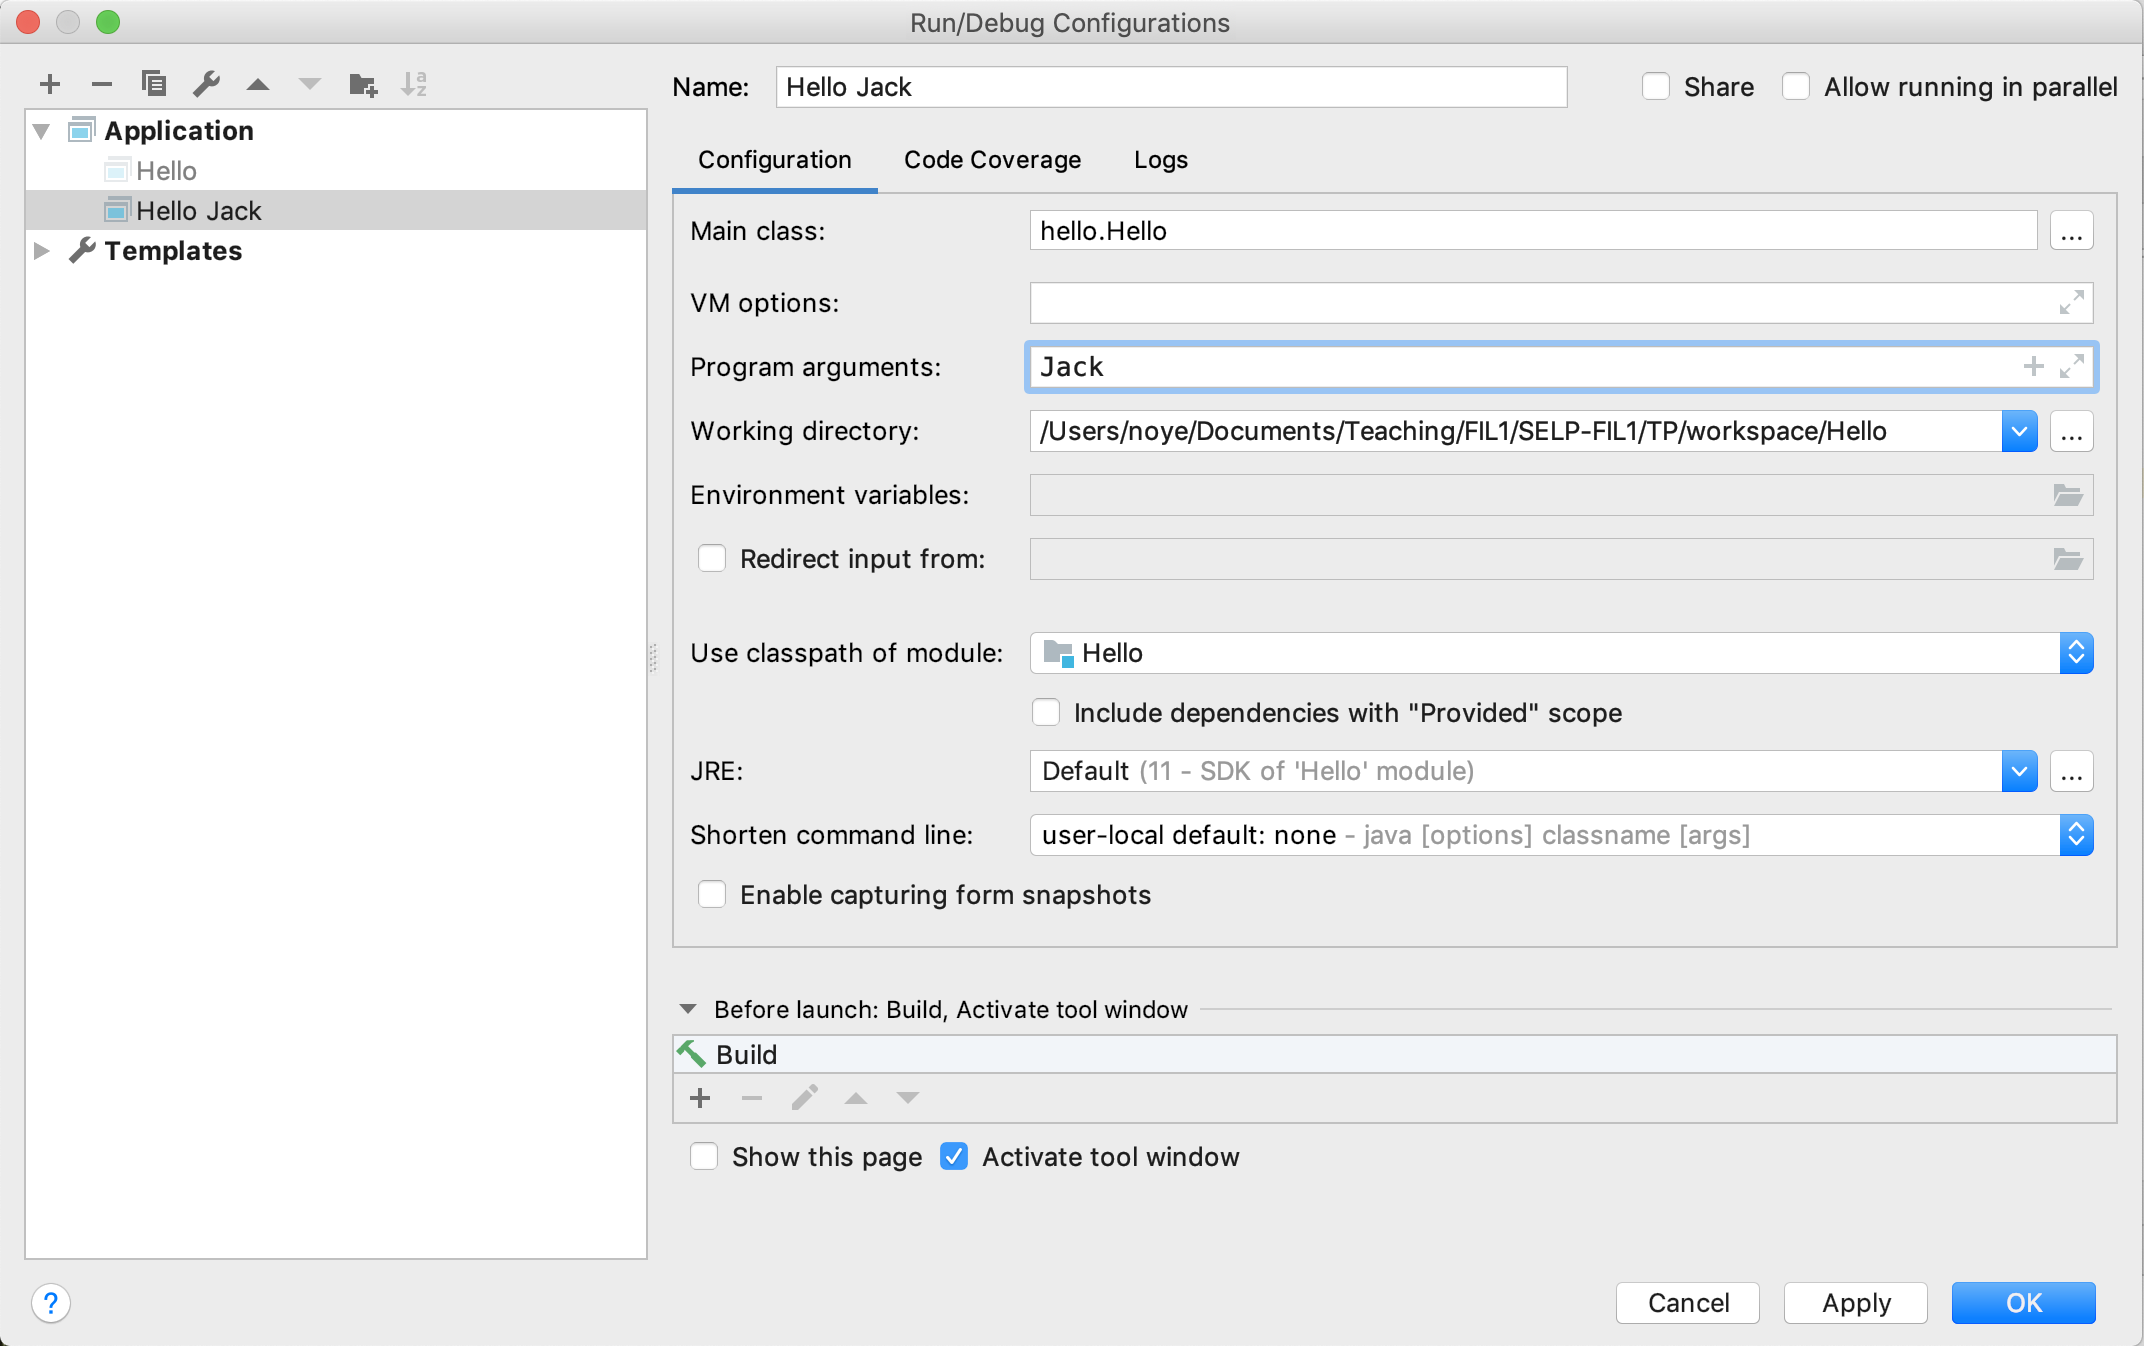 Run/Debug Configurations
Name: Hello Jack Share Allow running in parallel
Application
Hello
Hello Jack
Templates
Configuration Code Coverage Logs
Main class: hello.Hello ...
VM options:
Program arguments: Jack
Working directory: /Users/noye/Documents/Teaching/FIL1/SELP-FIL1/TP/workspace/Hello ...
Environment variables:
Redirect input from:
Use classpath of module: Hello
Include dependencies with "Provided" scope
JRE: Default (11 - SDK of 'Hello' module) ...
Shorten command line: user-local default: none - java [options] classname [args]
Enable capturing form snapshots
Before launch: Build, Activate tool window
Build
Show this page Activate tool window
? Cancel Apply OK